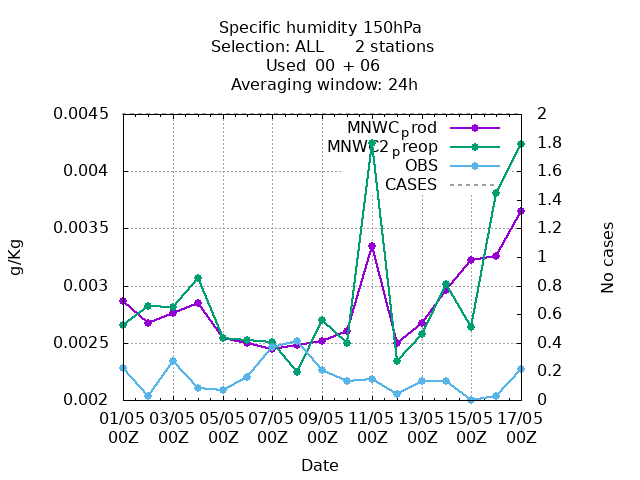 Specific humidity 150hPa
Selection: ALL 2 stations
Used 00 + 06
Averaging window: 24h
g/Kg
No cases
0.0045
0.004
0.0035
0.003
0.0025
0.002
2
1.8
1.6
1.4
1.2
1
0.8
0.6
0.4
0.2
0
MNWCprod
MNWC2preop
OBS
CASES
01/05 03/05 05/05 07/05 09/05 11/05 13/05 15/05 17/05
00Z 00Z 00Z 00Z 00Z 00Z 00Z 00Z 00Z
Date